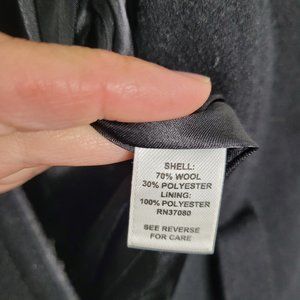 SHELL:
70% WOOL
30% POLYESTER
LINING:
100% POLYESTER
RN37080
SEE REVERSE
FOR CARE